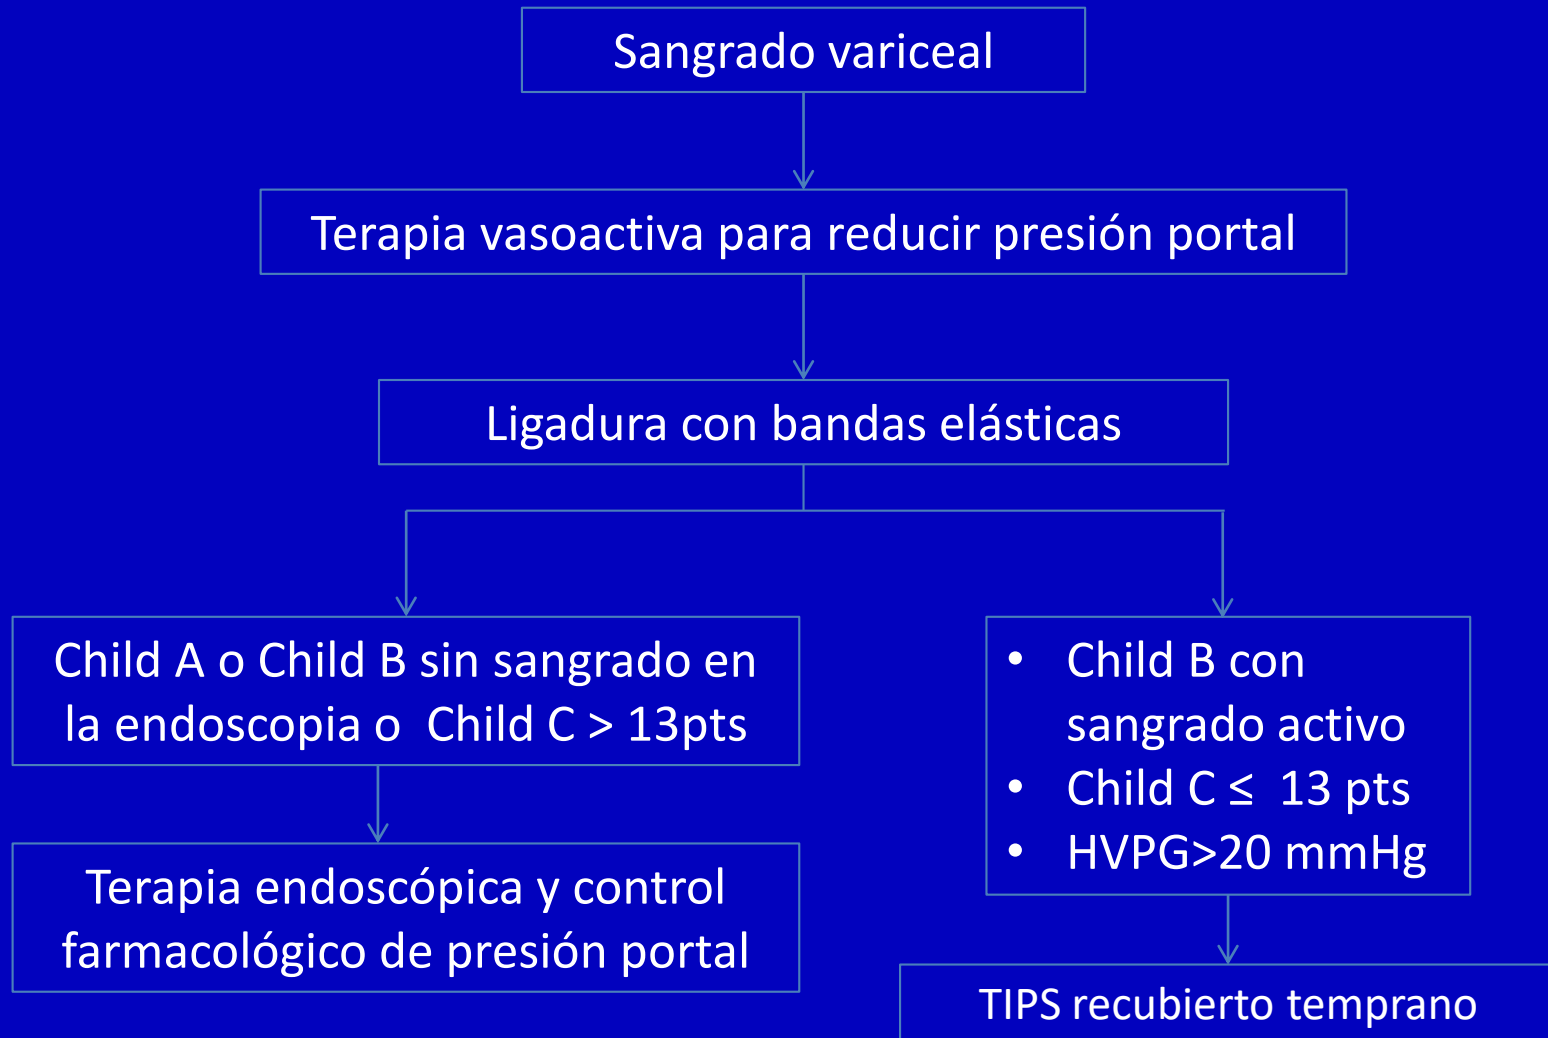 Sangrado variceal
Terapia vasoactiva para reducir presión portal
Ligadura con bandas elásticas
Child A o Child B sin sangrado en
la endoscopia o Child C > 13pts
Terapia endoscópica y control
farmacológico de presión portal
• Child B con
sangrado activo
• Child C ≤ 13 pts
• HVPG>20 mmHg
TIPS recubierto temprano